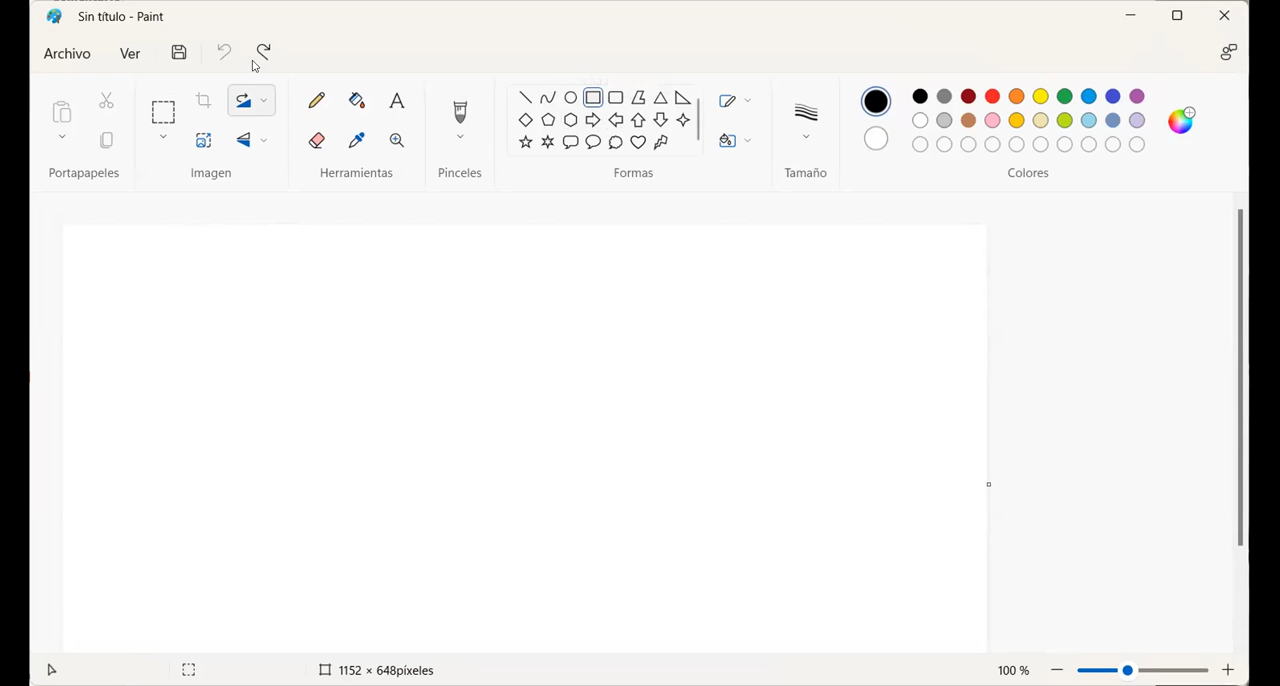 Sin título - Paint
Archivo Ver
Portapapeles Imagen Herramientas Pinceles Formas Tamaño Colores
1152 × 648píxeles 100 %